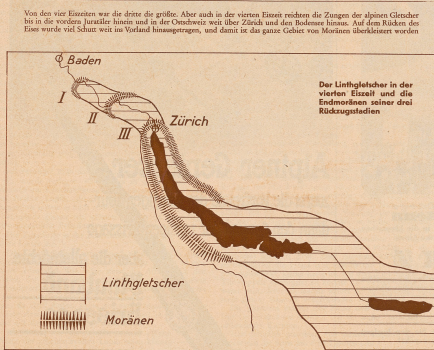 Von den vier Eiszeiten war die dritte die größte. Aber auch in der vierten Eiszeit reichten die Zungen der alpinen Gletscher
bis in die vordern Juratäler hinein und in der Ostschweiz weit über Zürich und den Bodensee hinaus. Auf dem Rücken des
Eises wurde viel Schutt weit ins Vorland hinausgetragen, und damit ist das ganze Gebiet von Moränen überkleistert worden
Baden
I
II
III
Zürich
Der Linthgletscher in der
vierten Eiszeit und die
Endmoränen seiner drei
Rückzugsstadien
Linthgletscher
Moränen